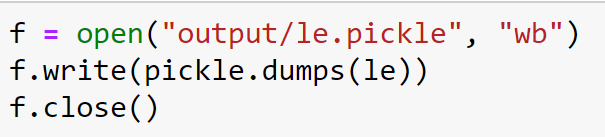 f = open("output/le.pickle", "wb")
f.write(pickle.dumps(le))
f.close()